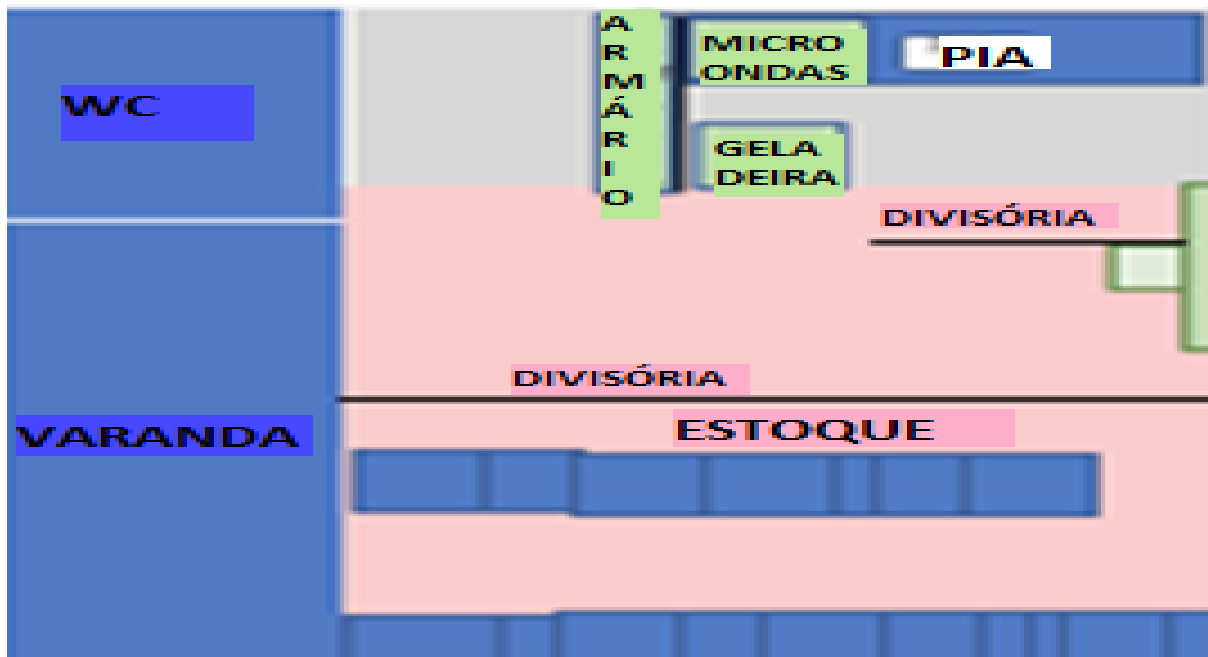 WC
A
R
M
Á
R
I
O
MICRO
ONDAS
PIA
GELA
DEIRA
DIVISÓRIA
DIVISÓRIA
VARANDA
ESTOQUE